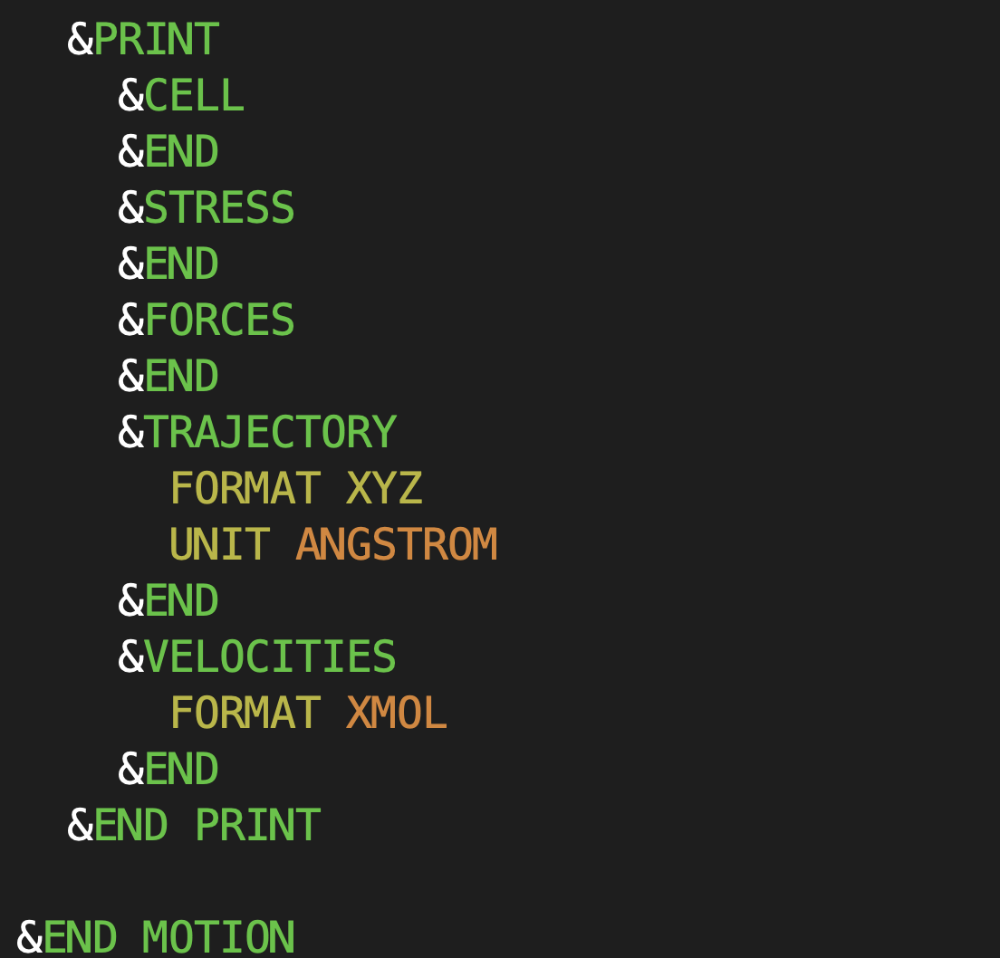 &PRINT
&CELL
&END
&STRESS
&END
&FORCES
&END
&TRAJECTORY
FORMAT XYZ
UNIT ANGSTROM
&END
&VELOCITIES
FORMAT XMOL
&END
&END PRINT
&END MOTION